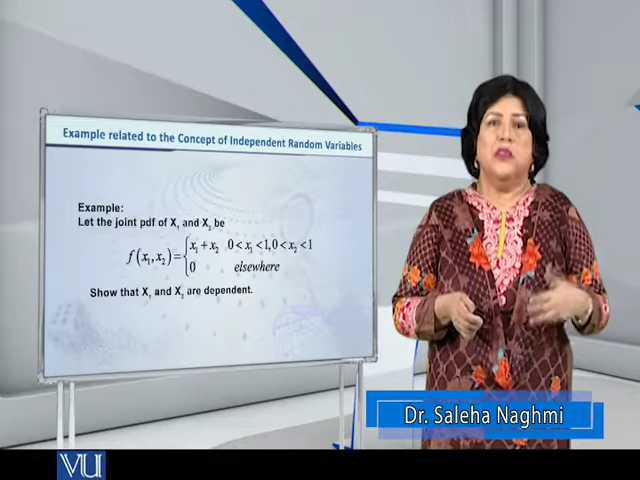 Example related to the Concept of Independent Random Variables
Example:
Let the joint pdf of X₁ and X₂ be
f(x₁,x₂)={x₁+x₂ 0<x₁<1,0<x₂<1
0 elsewhere
Show that X₁ and X₂ are dependent.
Dr. Saleha Naghmi
VU